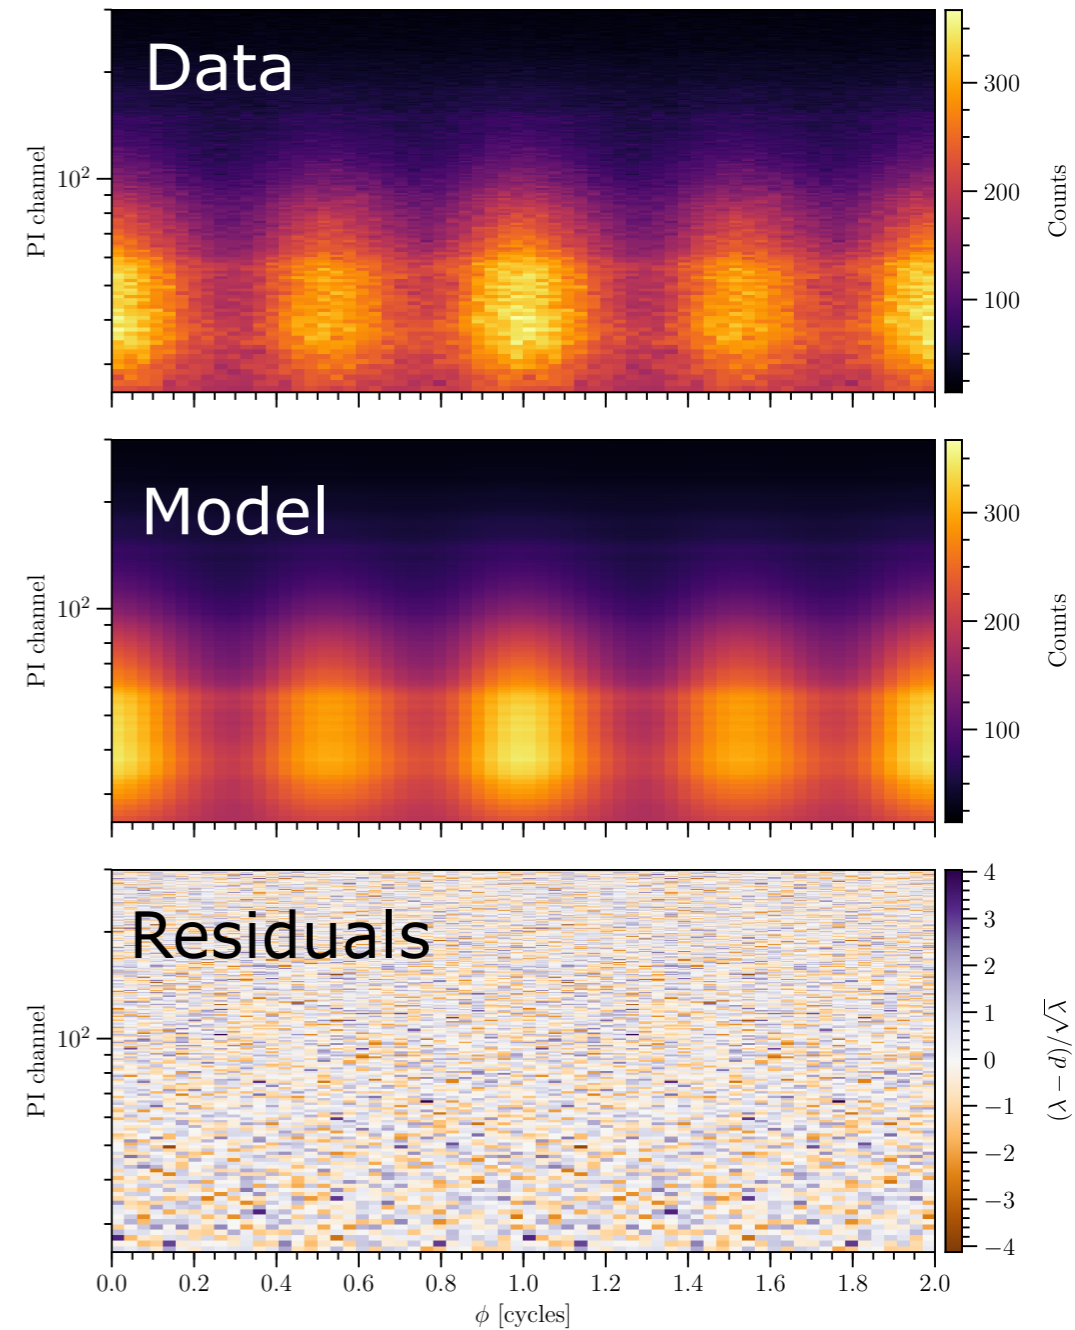 Data
PI channel
10²
300
200
100
Counts
Model
PI channel
10²
300
200
100
Counts
Residuals
PI channel
10²
4
3
2
1
0
−1
−2
−3
−4
(λ − d)/√λ
0.0 0.2 0.4 0.6 0.8 1.0 1.2 1.4 1.6 1.8 2.0
ϕ [cycles]